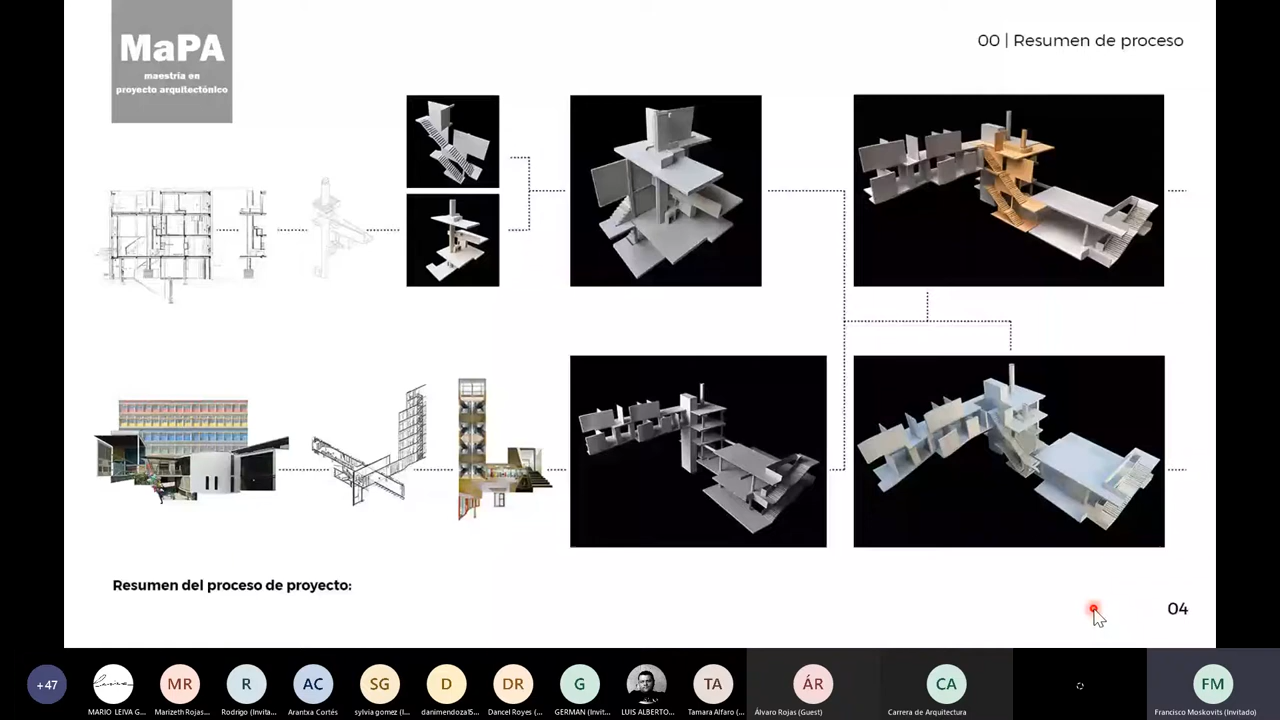 MaPA
maestría en
proyecto arquitectónico
00 | Resumen de proceso
Resumen del proceso de proyecto:
04
+47
MR
R
AC
SG
D
DR
G
TA
ÁR
CA
FM
MARIO LEIVA G...
Marizeth Rojas...
Rodrigo (Invita...
Arantxa Cortés
sylvia gomez (I...
danimendoza15...
Dancel Royes (...
GERMAN (Invit...
LUIS ALBERTO...
Tamara Alfaro (...
Álvaro Rojas (Guest)
Carrera de Arquitectura
Francisco Moskovits (Invitado)